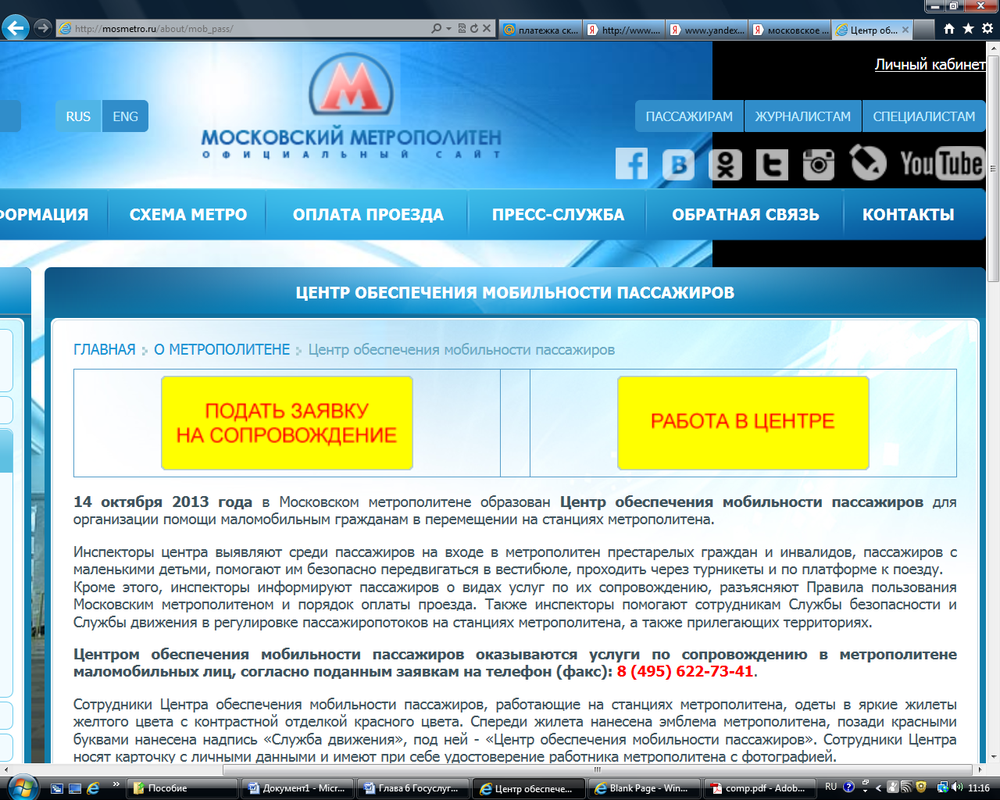 http://mosmetro.ru/about/mob_pass/
платежка ск...
http://www....
www.yandex...
московское ...
Центр об...
Личный кабинет
RUS ENG
МОСКОВСКИЙ МЕТРОПОЛИТЕН
ОФИЦИАЛЬНЫЙ САЙТ
ПАССАЖИРАМ ЖУРНАЛИСТАМ СПЕЦИАЛИСТАМ
YouTube
ФОРМАЦИЯ СХЕМА МЕТРО ОПЛАТА ПРОЕЗДА ПРЕСС-СЛУЖБА ОБРАТНАЯ СВЯЗЬ КОНТАКТЫ
ЦЕНТР ОБЕСПЕЧЕНИЯ МОБИЛЬНОСТИ ПАССАЖИРОВ
ГЛАВНАЯ О МЕТРОПОЛИТЕНЕ Центр обеспечения мобильности пассажиров
ПОДАТЬ ЗАЯВКУ
НА СОПРОВОЖДЕНИЕ
РАБОТА В ЦЕНТРЕ
14 октября 2013 года в Московском метрополитене образован Центр обеспечения мобильности пассажиров для
организации помощи маломобильным гражданам в перемещении на станциях метрополитена.
Инспекторы центра выявляют среди пассажиров на входе в метрополитен престарелых граждан и инвалидов, пассажиров с
маленькими детьми, помогают им безопасно передвигаться в вестибюле, проходить через турникеты и по платформе к поезду.
Кроме этого, инспекторы информируют пассажиров о видах услуг по их сопровождению, разъясняют Правила пользования
Московским метрополитеном и порядок оплаты проезда. Также инспекторы помогают сотрудникам Службы безопасности и
Службы движения в регулировке пассажиропотоков на станциях метрополитена, а также прилегающих территориях.
Центром обеспечения мобильности пассажиров оказываются услуги по сопровождению в метрополитене
маломобильных лиц, согласно поданным заявкам на телефон (факс): 8 (495) 622-73-41.
Сотрудники Центра обеспечения мобильности пассажиров, работающие на станциях метрополитена, одеты в яркие жилеты
желтого цвета с контрастной отделкой красного цвета. Спереди жилета нанесена эмблема метрополитена, позади красными
буквами нанесена надпись «Служба движения», под ней - «Центр обеспечения мобильности пассажиров». Сотрудники Центра
носят карточку с личными данными и имеют при себе удостоверение работника метрополитена с фотографией.
Пособие
Документ1 - Micr...
Глава 6 Госуслуг...
Центр обеспече...
Blank Page - Win...
comp.pdf - Adob...
RU
11:16